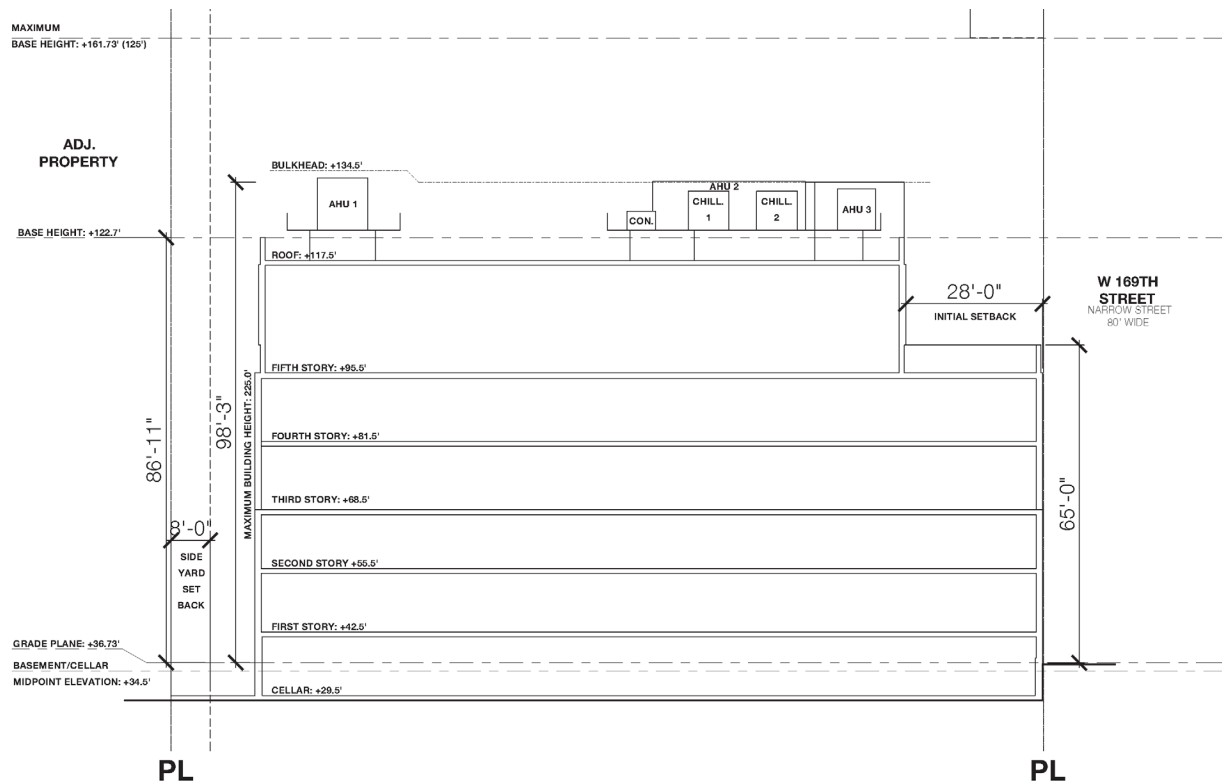 MAXIMUM
BASE HEIGHT: +161.73' (125')
ADJ.
PROPERTY
BULKHEAD: +134.5'
AHU 1
AHU 2
CON.
CHILL.
1
CHILL.
2
AHU 3
BASE HEIGHT: +122.7'
ROOF: +117.5'
28'-0"
INITIAL SETBACK
W 169TH
STREET
NARROW STREET
80' WIDE
FIFTH STORY: +95.5'
86'-11"
98'-3"
MAXIMUM BUILDING HEIGHT: 225.0'
FOURTH STORY: +81.5'
THIRD STORY: +68.5'
65'-0"
8'-0"
SIDE
YARD
SET
BACK
SECOND STORY +55.5'
FIRST STORY: +42.5'
GRADE PLANE: +36.73'
BASEMENT/CELLAR
MIDPOINT ELEVATION: +34.5'
CELLAR: +29.5'
PL
PL